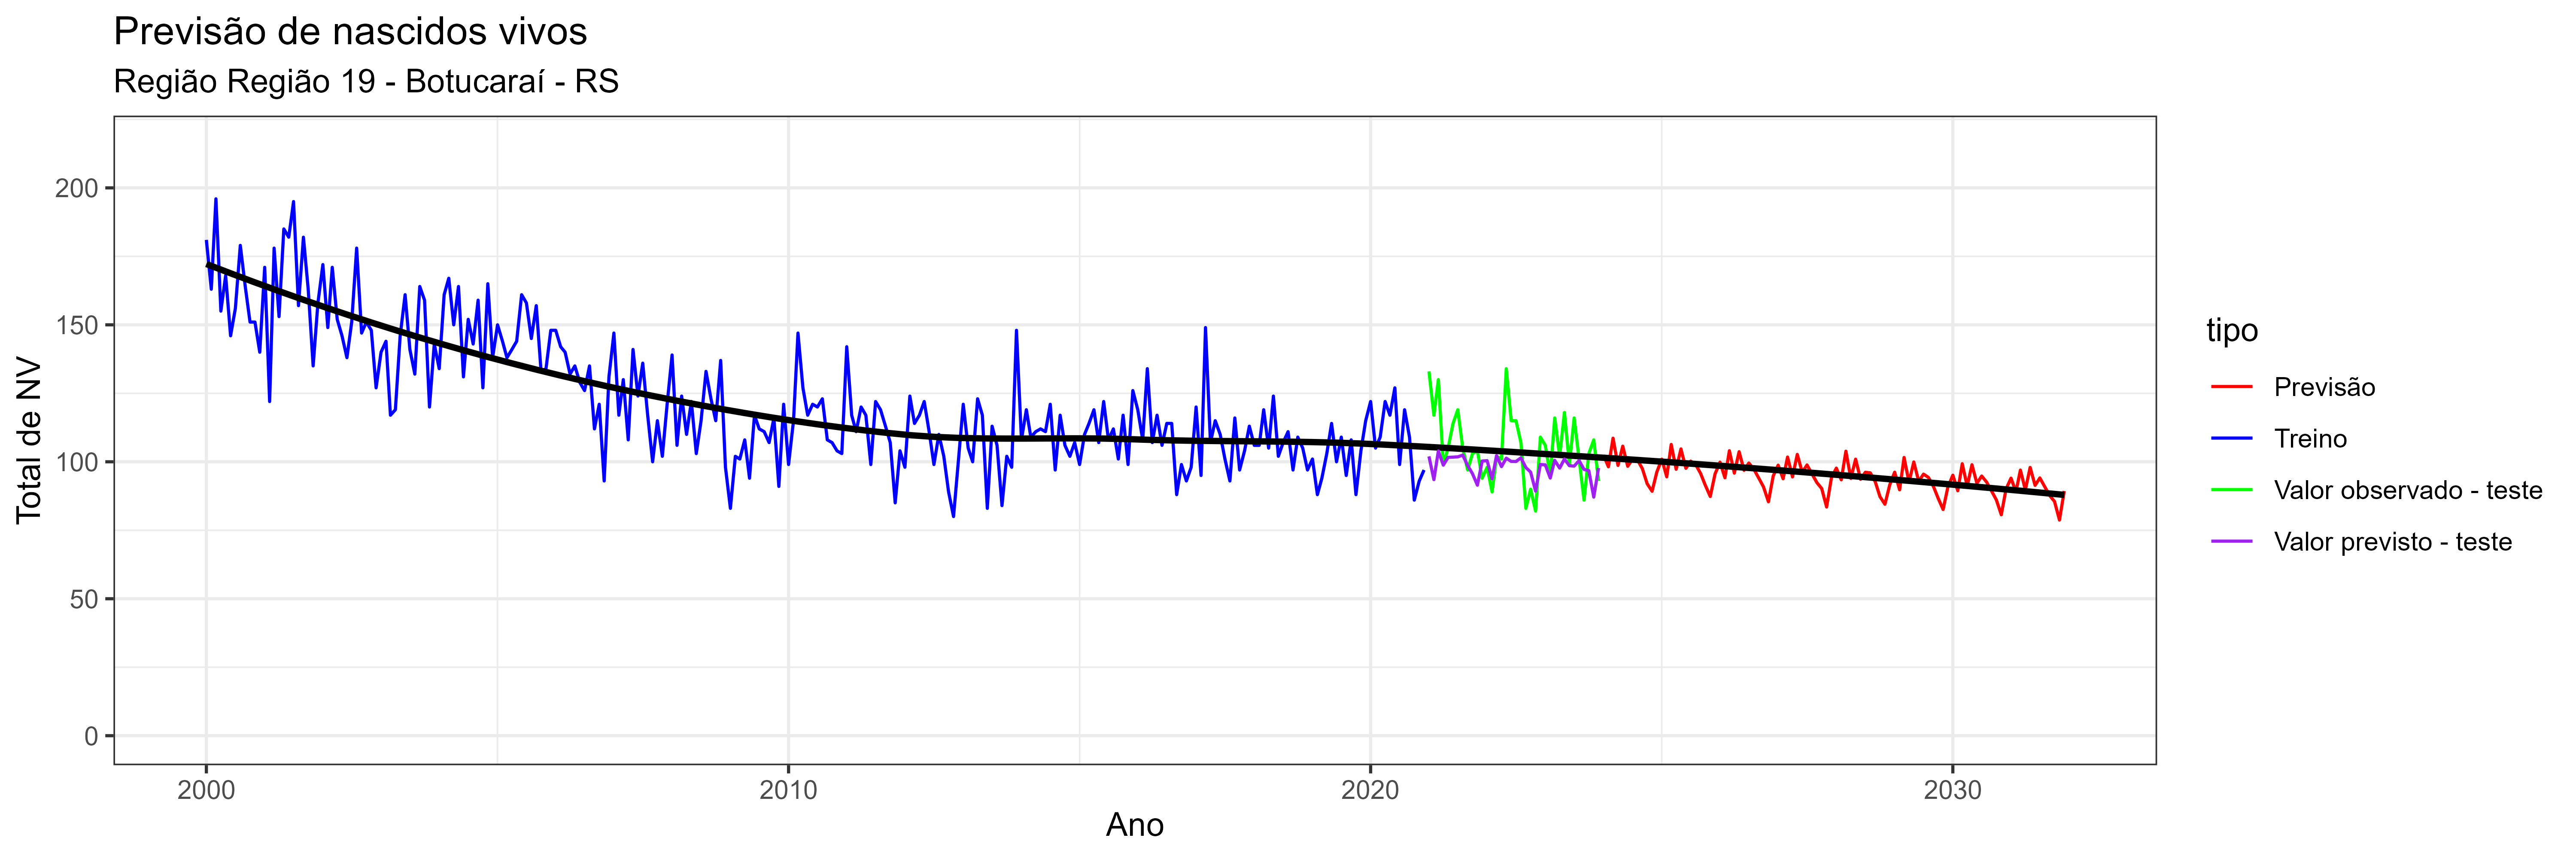 Previsão de nascidos vivos
Região Região 19 - Botucaraí - RS
Total de NV
200
150
100
50
0
2000
2010
2020
2030
Ano
tipo
Previsão
Treino
Valor observado - teste
Valor previsto - teste